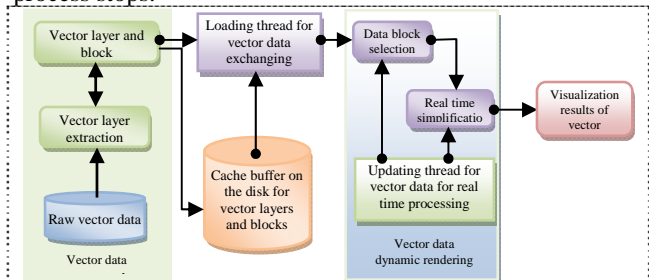 process stops.
Vector layer and
block
Loading thread for
vector data
exchanging
Data block
selection
Real time
simplificatio
Visualization
results of
vector
Vector layer
extraction
Cache buffer on
the disk for
vector layers
and blocks
Updating thread for
vector data for real
time processing
Raw vector data
Vector data
Vector data
dynamic rendering